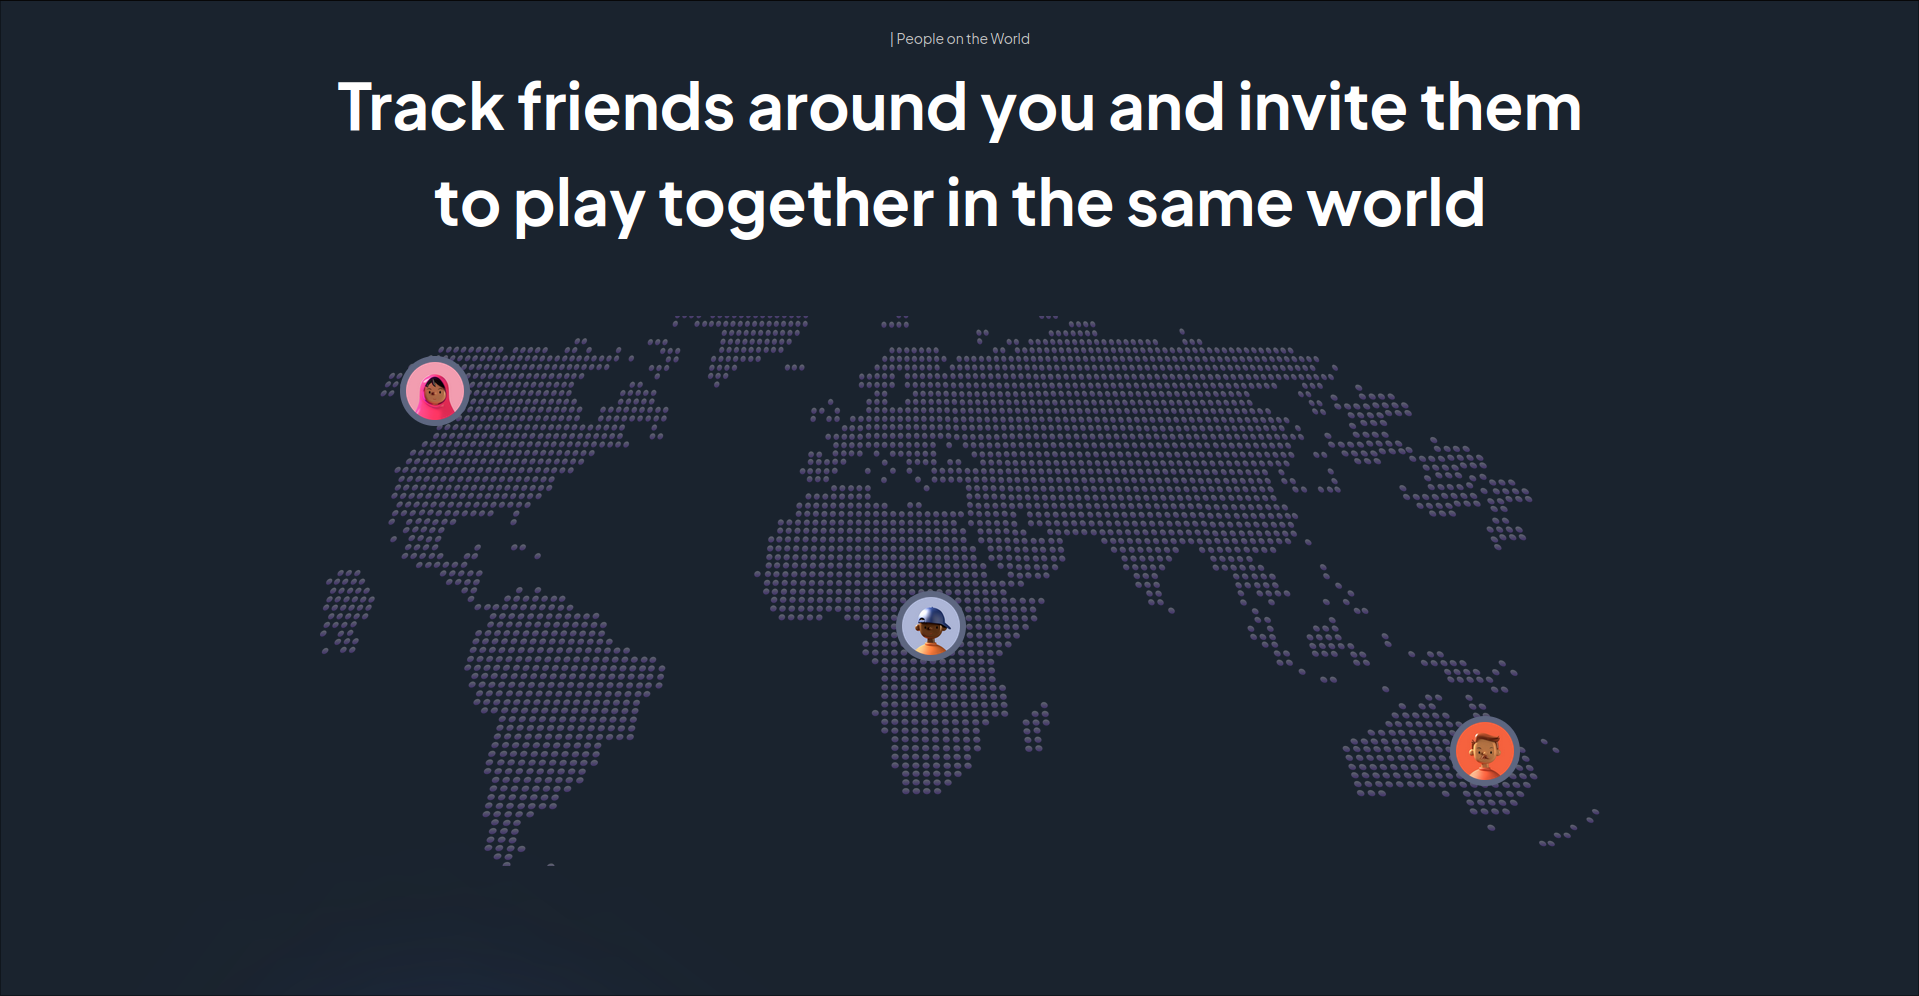 | People on the World
Track friends around you and invite them
to play together in the same world